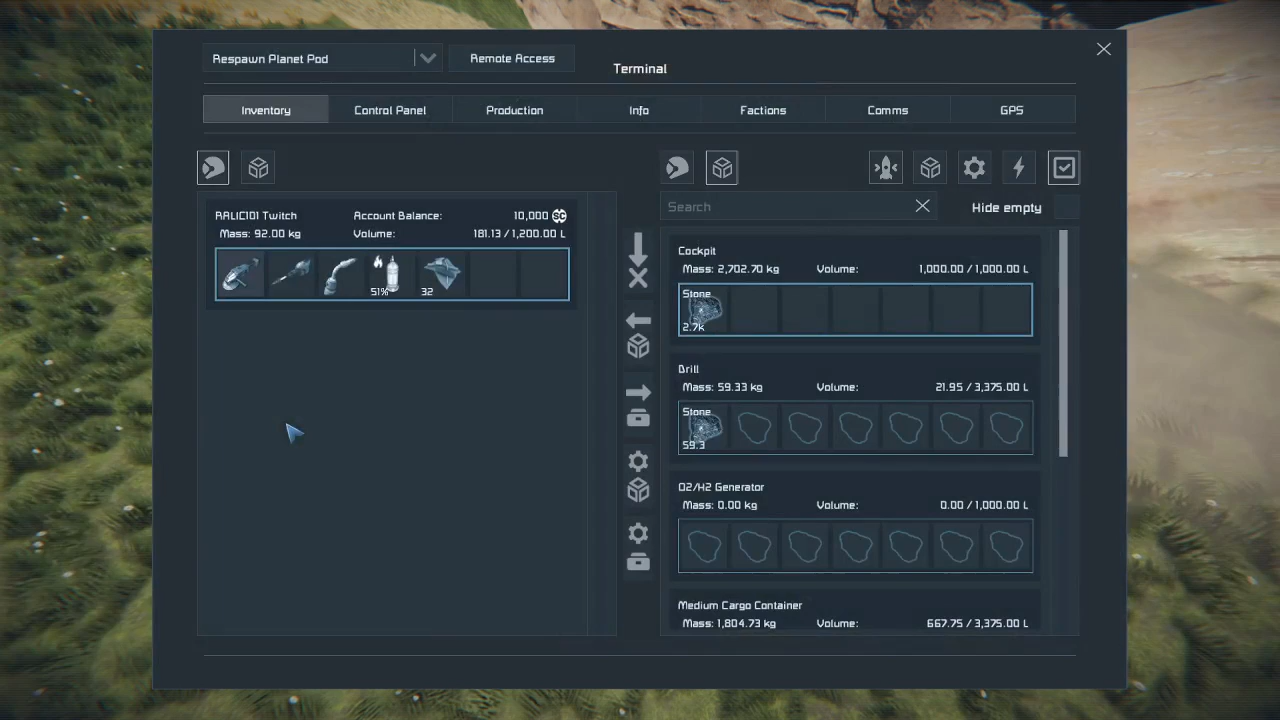 Respawn Planet Pod
Remote Access
Terminal
Inventory
Control Panel
Production
Info
Factions
Comms
GPS
RALIC101 Twitch
Account Balance:
10,000 SC
Mass: 92.00 kg
Volume:
181.13 / 1,200.00 L
51%
32
Search
Hide empty
Cockpit
Mass: 2,702.70 kg
Volume:
1,000.00 / 1,000.00 L
Stone
2.7k
Drill
Mass: 59.33 kg
Volume:
21.95 / 3,375.00 L
Stone
59.3
O2/H2 Generator
Mass: 0.00 kg
Volume:
0.00 / 1,000.00 L
Medium Cargo Container
Mass: 1,804.73 kg
Volume:
667.75 / 3,375.00 L